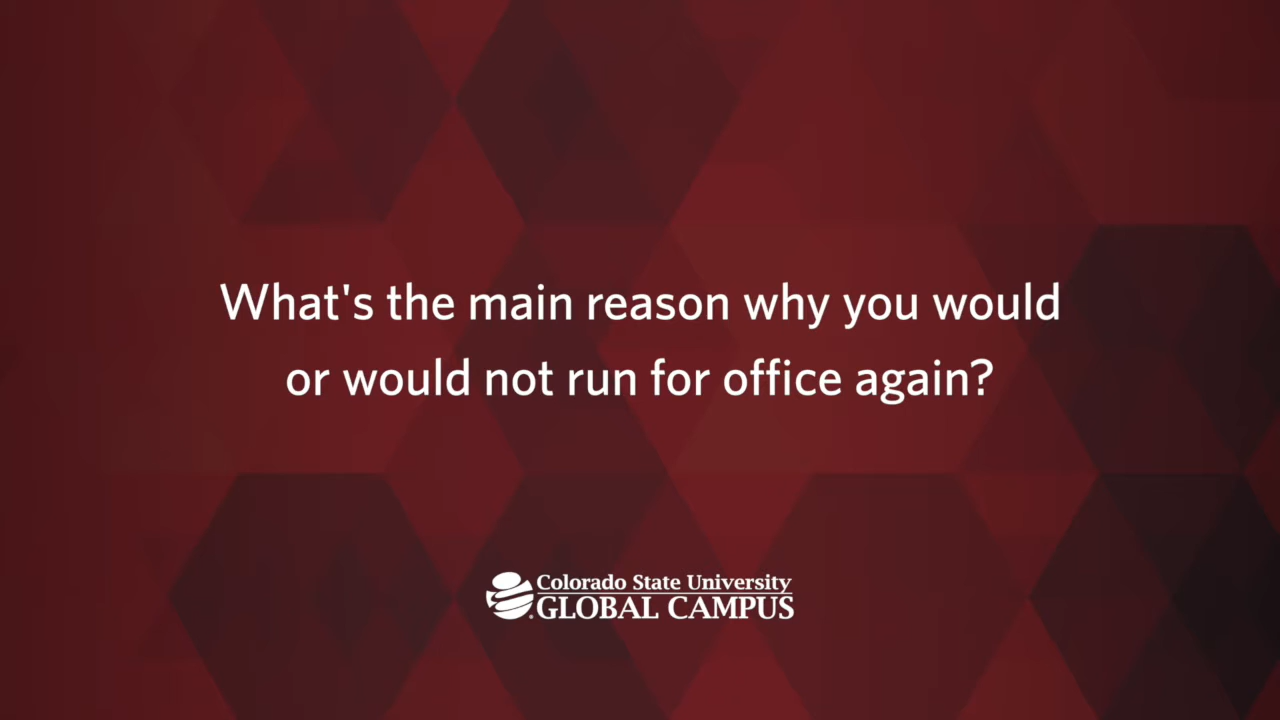 What's the main reason why you would
or would not run for office again?
Colorado State University
GLOBAL CAMPUS